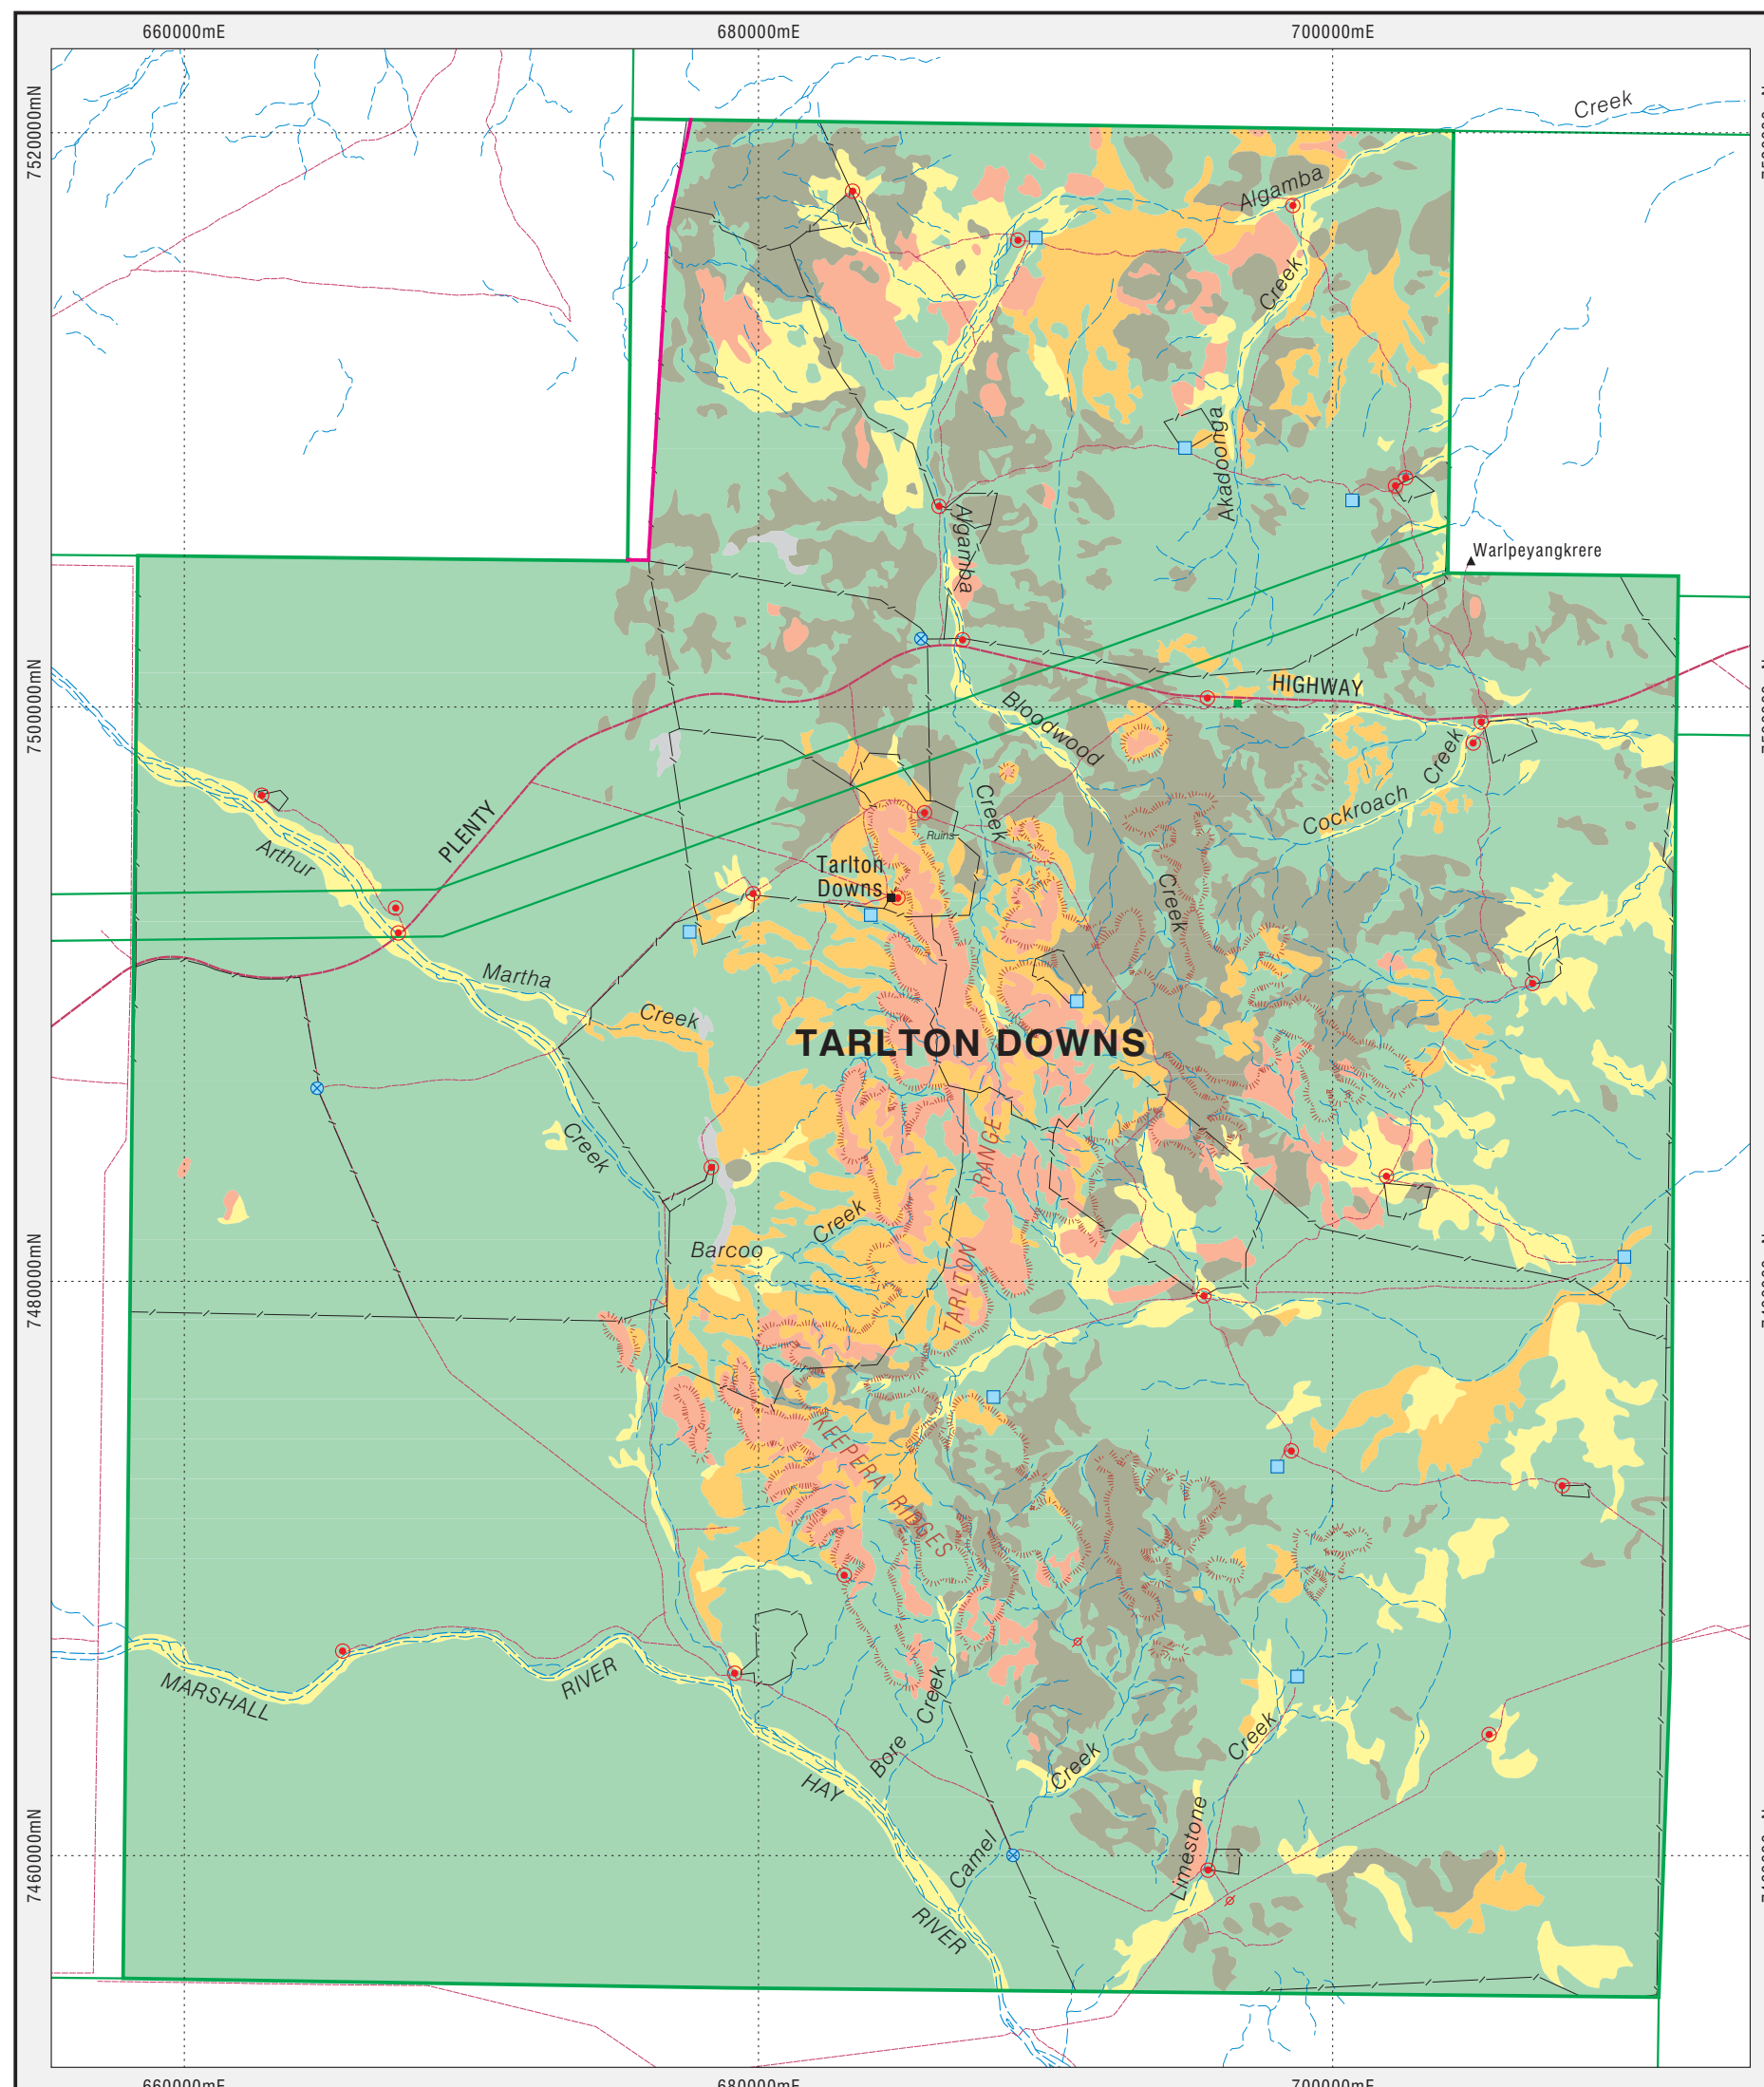 660000mE
680000mE
700000mE
7520000mN
Creek
Algamba
Creek
Akadoonga
Algamba
Warlpeyangkrere
7500000mN
HIGHWAY
Bloodwood
Creek
Cockroach
Creek
PLENTY
Arthur
Ruins
Tarlton
Downs
Creek
Martha
Creek
TARLTON DOWNS
Creek
RANGE
TARLTON
Creek
Barcoo
7480000mN
KEEPERA RIDGES
MARSHALL
RIVER
Creek
Bore
HAY
Creek
Creek
Limestone
Camel
RIVER
7460000mN
660000mE
680000mE
700000mE